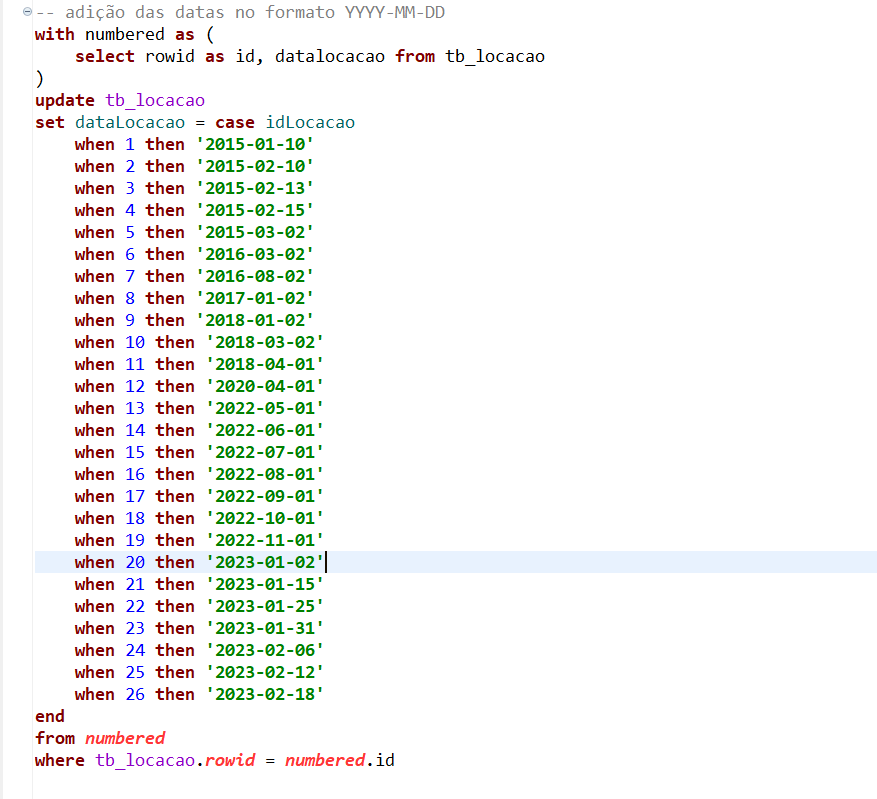 -- adição das datas no formato YYYY-MM-DD
with numbered as (
    select rowid as id, datalocacao from tb_locacao
)
update tb_locacao
set dataLocacao = case idLocacao
    when 1 then '2015-01-10'
    when 2 then '2015-02-10'
    when 3 then '2015-02-13'
    when 4 then '2015-02-15'
    when 5 then '2015-03-02'
    when 6 then '2016-03-02'
    when 7 then '2016-08-02'
    when 8 then '2017-01-02'
    when 9 then '2018-01-02'
    when 10 then '2018-03-02'
    when 11 then '2018-04-01'
    when 12 then '2020-04-01'
    when 13 then '2022-05-01'
    when 14 then '2022-06-01'
    when 15 then '2022-07-01'
    when 16 then '2022-08-01'
    when 17 then '2022-09-01'
    when 18 then '2022-10-01'
    when 19 then '2022-11-01'
    when 20 then '2023-01-02'
    when 21 then '2023-01-15'
    when 22 then '2023-01-25'
    when 23 then '2023-01-31'
    when 24 then '2023-02-06'
    when 25 then '2023-02-12'
    when 26 then '2023-02-18'
end
from numbered
where tb_locacao.rowid = numbered.id